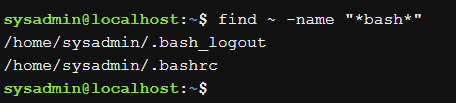 sysadmin@localhost:~$ find ~ -name "*bash*"
/home/sysadmin/.bash_logout
/home/sysadmin/.bashrc
sysadmin@localhost:~$